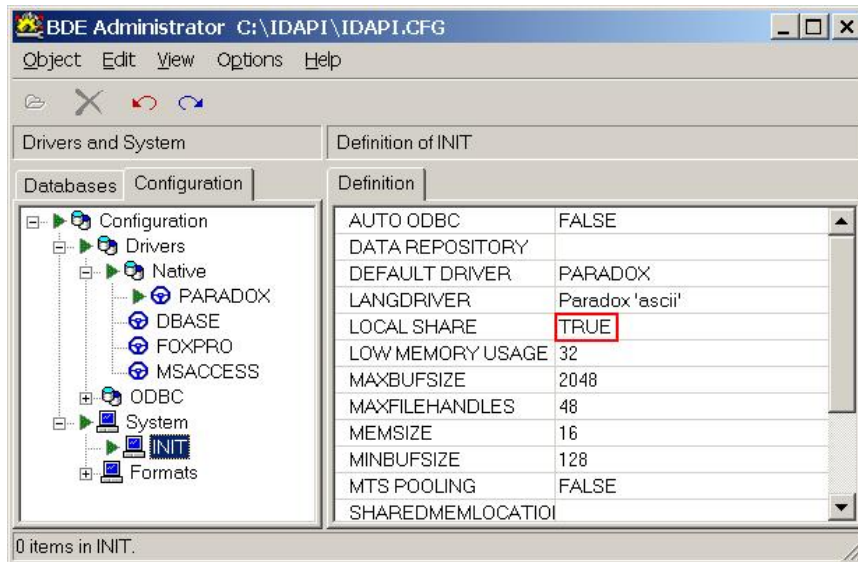 BDE Administrator C:\IDAPI\IDAPI.CFG
Object Edit View Options Help
Drivers and System
Definition of INIT
Databases Configuration
Definition
Configuration
Drivers
Native
PARADOX
DBASE
FOXPRO
MSACCESS
ODBC
System
INIT
Formats
AUTO ODBC FALSE
DATA REPOSITORY
DEFAULT DRIVER PARADOX
LANGDRIVER Paradox 'ascii'
LOCAL SHARE TRUE
LOW MEMORY USAGE 32
MAXBUFSIZE 2048
MAXFILEHANDLES 48
MEMSIZE 16
MINBUFSIZE 128
MTS POOLING FALSE
SHAREDMEMLOCATIO
0 items in INIT.